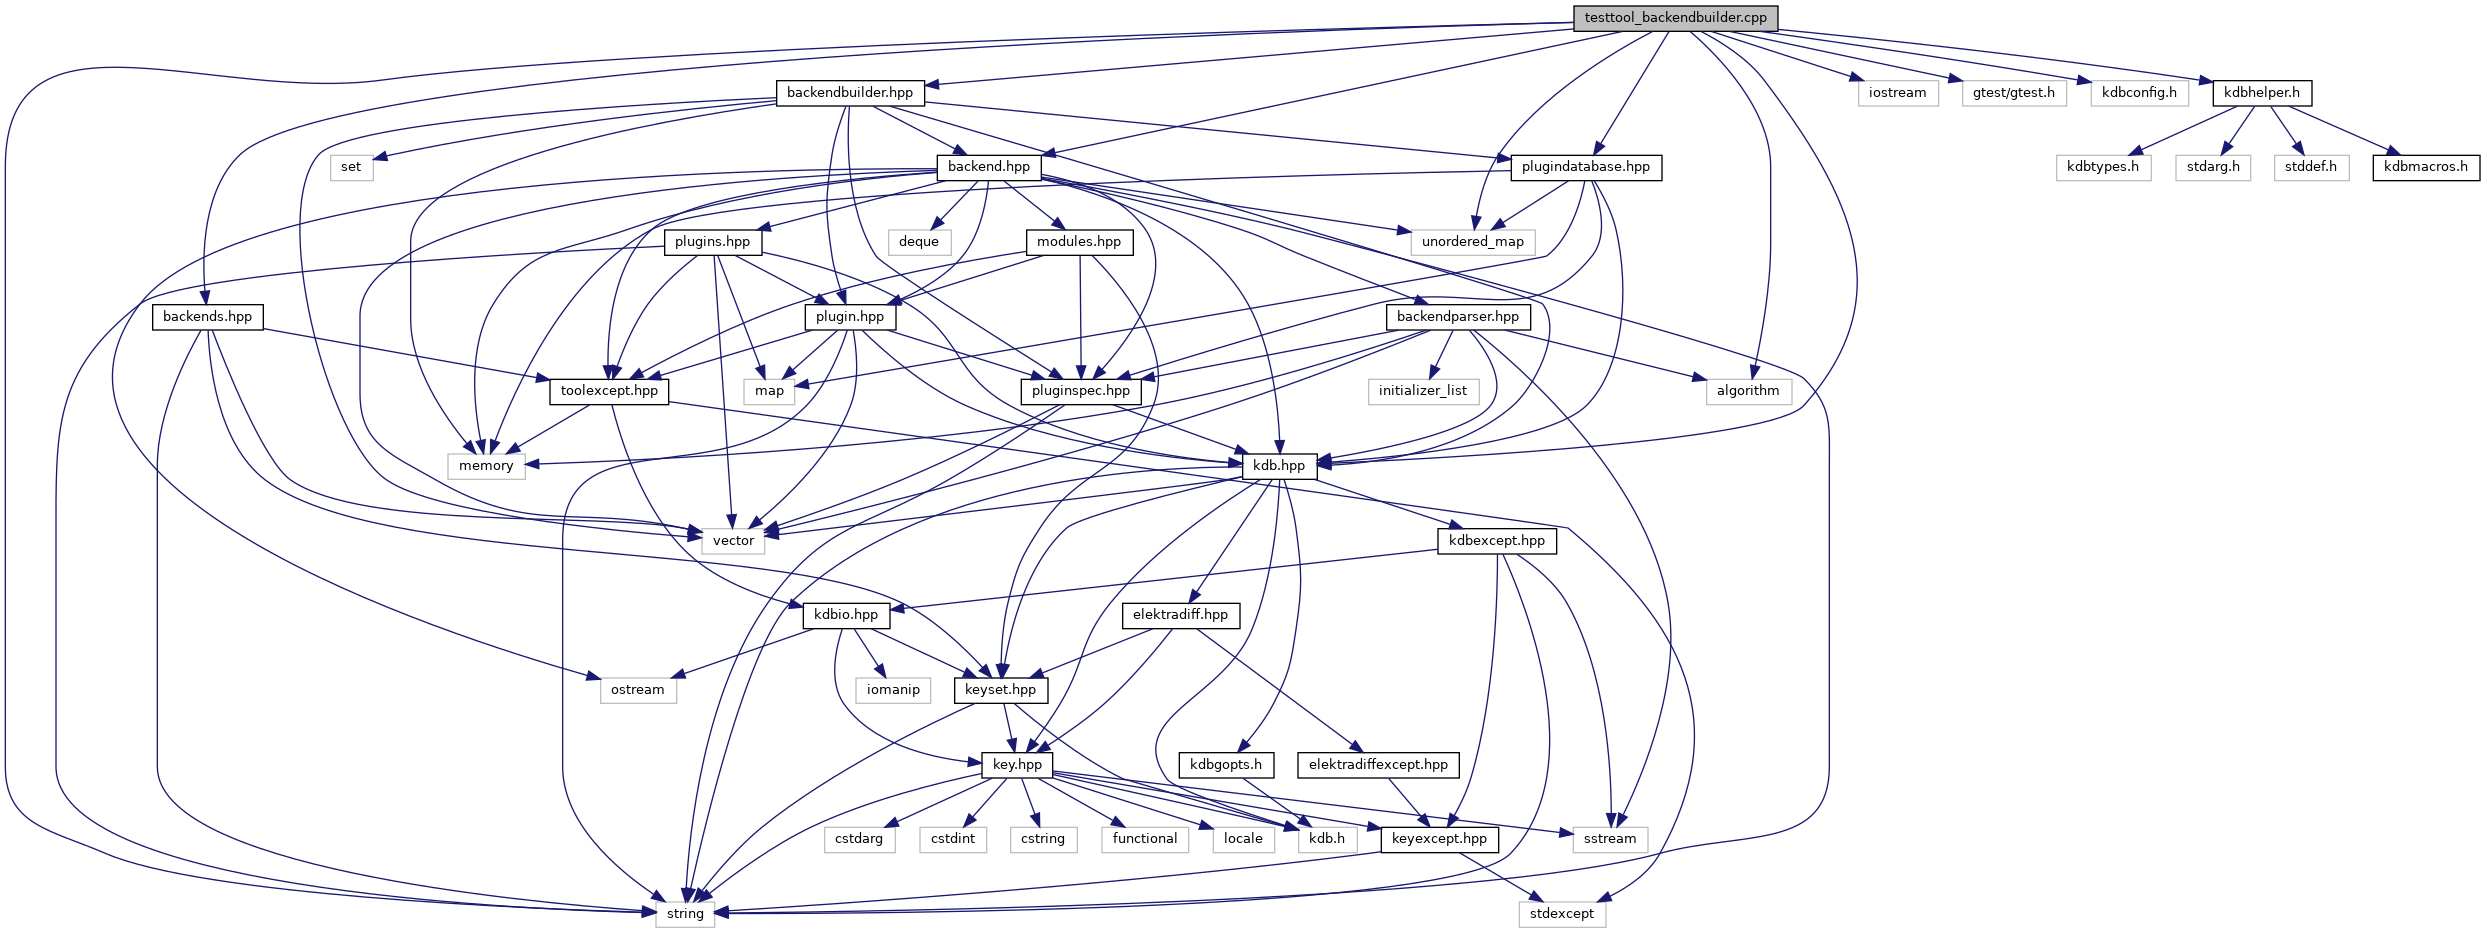 testtool_backendbuilder.cpp
backendbuilder.hpp
iostream
gtest/gtest.h
kdbconfig.h
kdbhelper.h
set
backend.hpp
plugindatabase.hpp
kdbtypes.h
stdarg.h
stddef.h
kdbmacros.h
plugins.hpp
deque
modules.hpp
unordered_map
backends.hpp
plugin.hpp
backendparser.hpp
toolexcept.hpp
map
pluginspec.hpp
initializer_list
algorithm
memory
kdb.hpp
vector
kdbexcept.hpp
kdbio.hpp
elektradiff.hpp
ostream
iomanip
keyset.hpp
key.hpp
kdbgopts.h
elektradiffexcept.hpp
cstdarg
cstdint
cstring
functional
locale
kdb.h
keyexcept.hpp
sstream
string
stdexcept